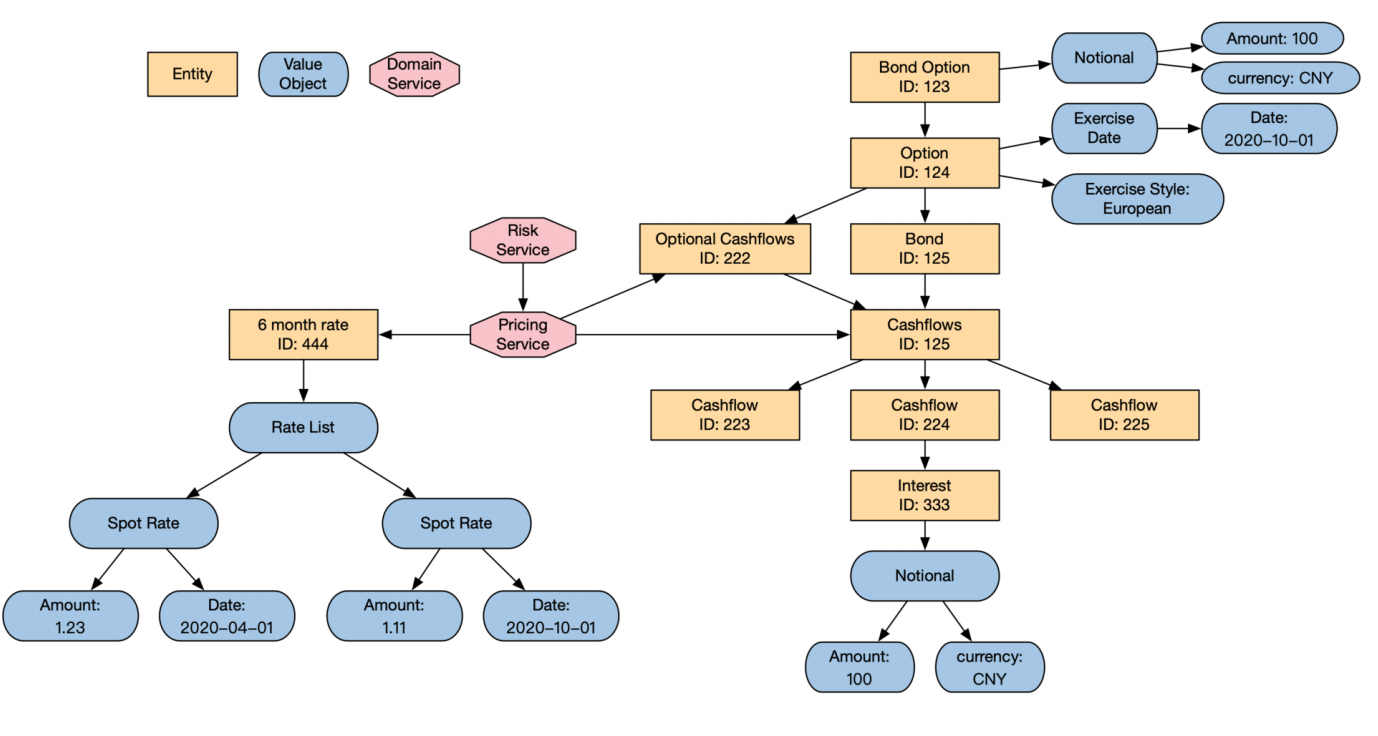 Entity
Value
Object
Domain
Service
Bond Option
ID: 123
Notional
Amount: 100
currency: CNY
Option
ID: 124
Exercise
Date
Date:
2020–10–01
Exercise Style:
European
Risk
Service
Optional Cashflows
ID: 222
Bond
ID: 125
6 month rate
ID: 444
Pricing
Service
Cashflows
ID: 125
Rate List
Cashflow
ID: 223
Cashflow
ID: 224
Cashflow
ID: 225
Interest
ID: 333
Spot Rate
Spot Rate
Notional
Amount:
1.23
Date:
2020–04–01
Amount:
1.11
Date:
2020–10–01
Amount:
100
currency:
CNY